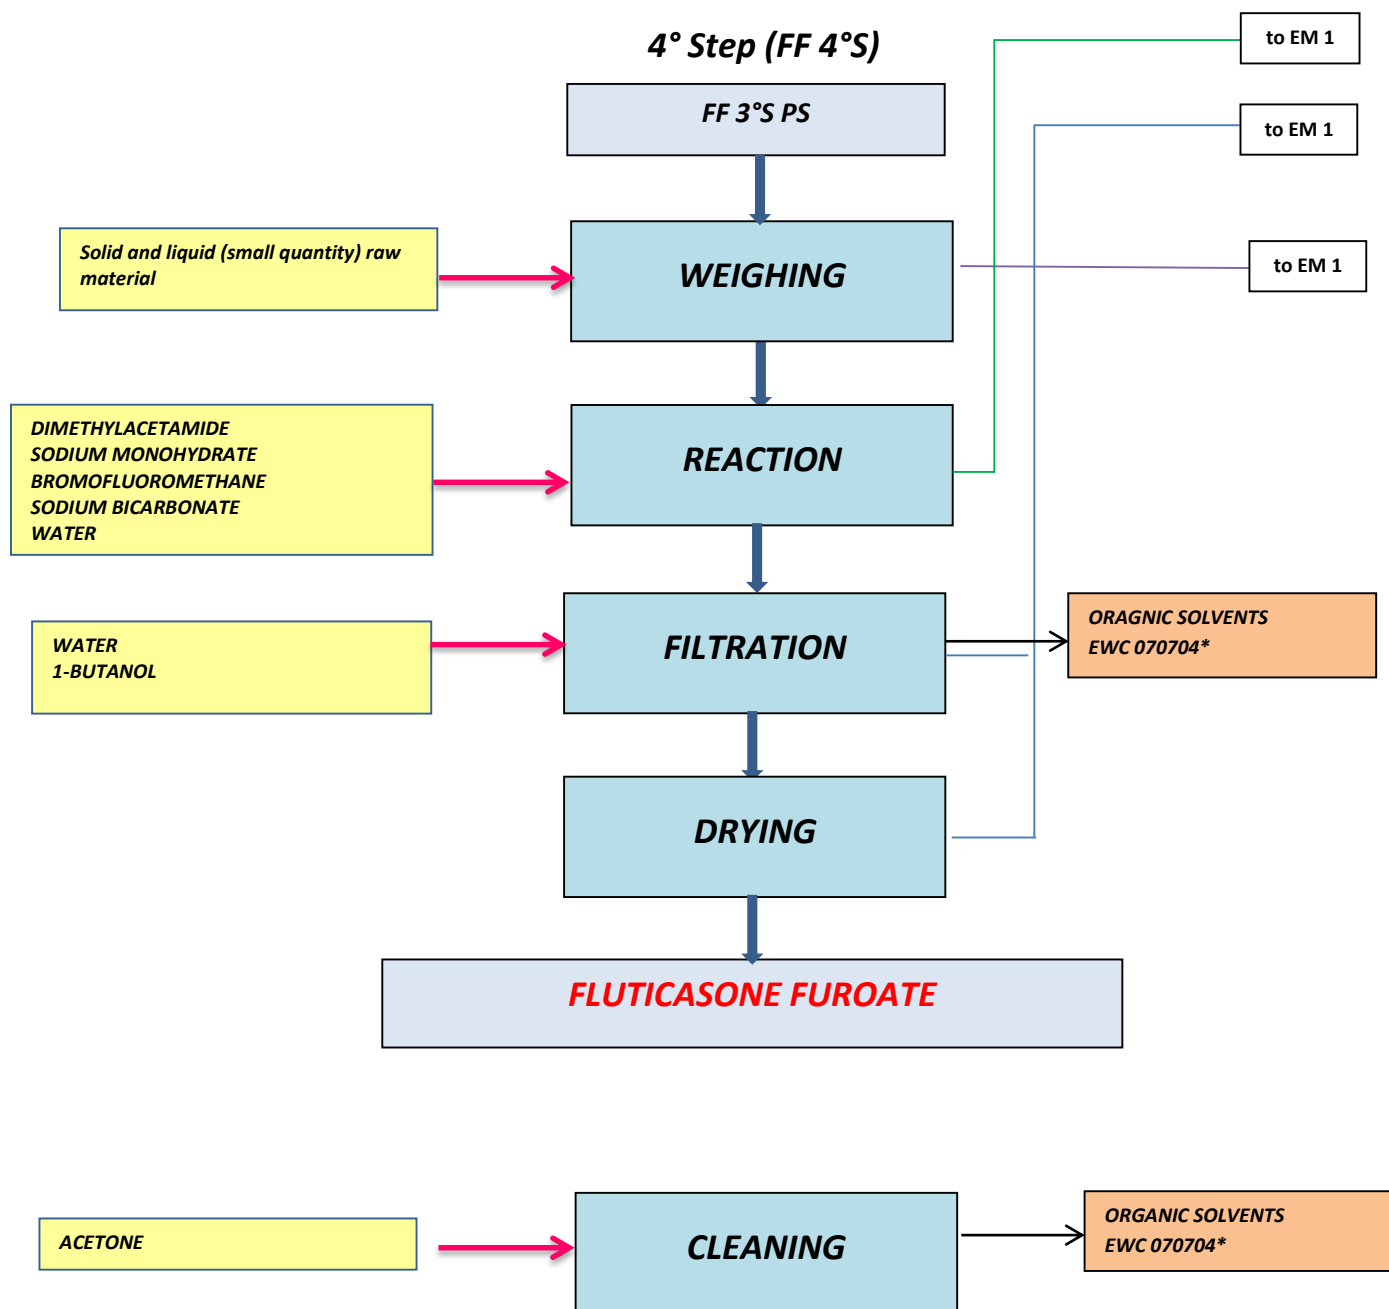 4° Step (FF 4°S)
to EM 1
FF 3°S PS
to EM 1
Solid and liquid (small quantity) raw
material
WEIGHING
to EM 1
DIMETHYLACETAMIDE
SODIUM MONOHYDRATE
BROMOFLUOROMETHANE
SODIUM BICARBONATE
WATER
REACTION
WATER
1-BUTANOL
FILTRATION
ORAGNIC SOLVENTS
EWC 070704*
DRYING
FLUTICASONE FUROATE
ACETONE
CLEANING
ORGANIC SOLVENTS
EWC 070704*